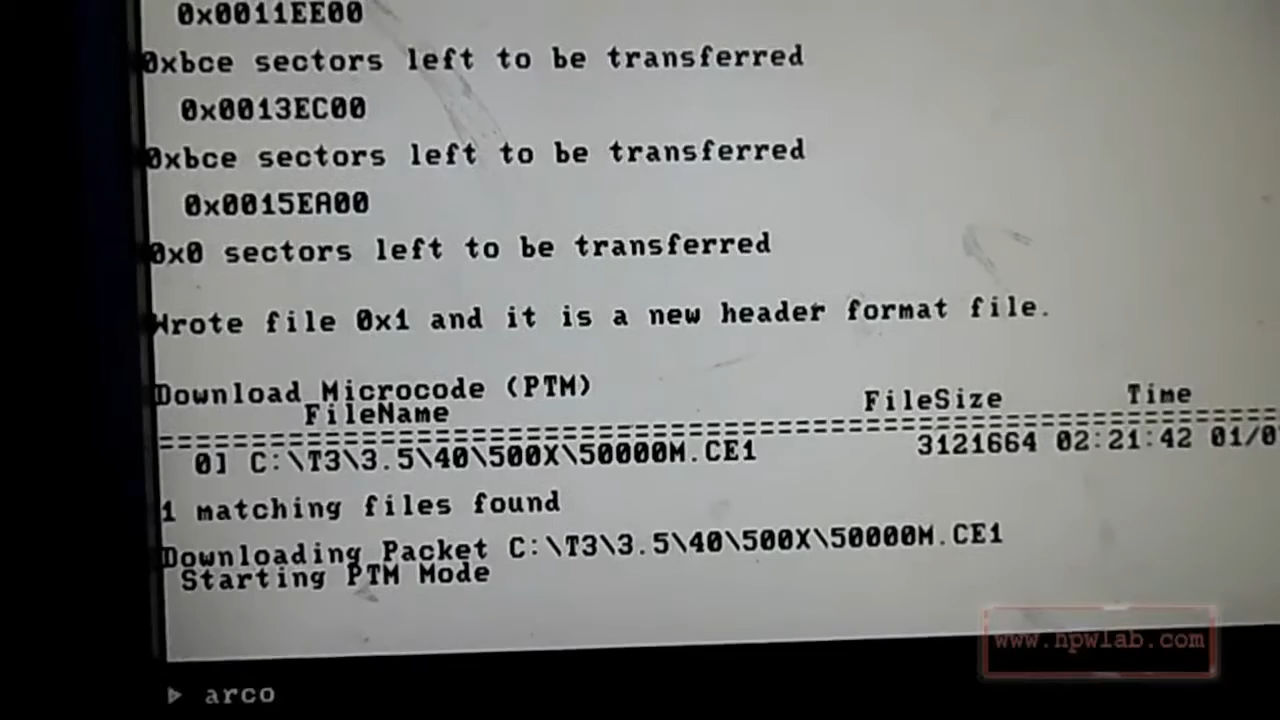 0x0011EE00
0xbce sectors left to be transferred
0x0013EC00
0xbce sectors left to be transferred
0x0015EA00
0x0 sectors left to be transferred
Wrote file 0x1 and it is a new header format file.
Download Microcode (PTM)
FileName FileSize Time
0] C:\T3\3.5\40\500X\50000M.CE1 3121664 02:21:42 01/0
1 matching files found
Downloading Packet C:\T3\3.5\40\500X\50000M.CE1
Starting PTM Mode
www.hpwlab.com
arco